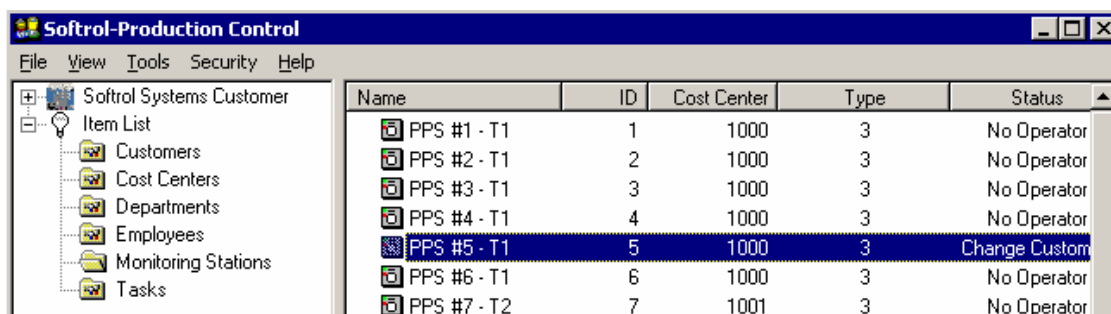 Softrol-Production Control
File View Tools Security Help
Softrol Systems Customer
Item List
Customers
Cost Centers
Departments
Employees
Monitoring Stations
Tasks
Name ID Cost Center Type Status
PPS #1 - T1 1 1000 3 No Operator
PPS #2 - T1 2 1000 3 No Operator
PPS #3 - T1 3 1000 3 No Operator
PPS #4 - T1 4 1000 3 No Operator
PPS #5 - T1 5 1000 3 Change Custom
PPS #6 - T1 6 1000 3 No Operator
PPS #7 - T2 7 1001 3 No Operator